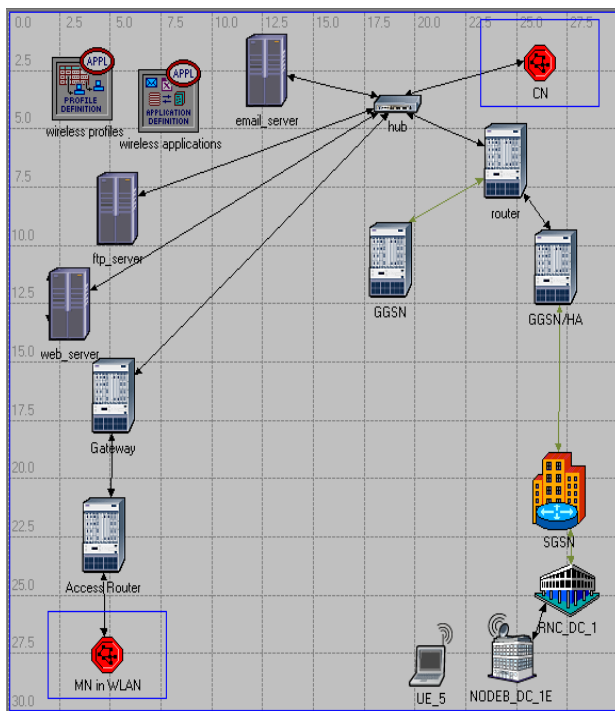 0.0 2.5 5.0 7.5 10.0 12.5 15.0 17.5 20.0 22.5 25.0 27.5
2.5
5.0
7.5
10.0
12.5
15.0
17.5
20.0
22.5
25.0
27.5
30.0
APPL
PROFILE
DEFINITION
wireless profiles
APPL
APPLICATION
DEFINITION
wireless applications
email_server
hub
CN
router
ftp_server
GGSN
GGSN/HA
web_server
Gateway
SGSN
Access Router
RNC_DC_1
MN in WLAN
UE_5
NODEB_DC_1E